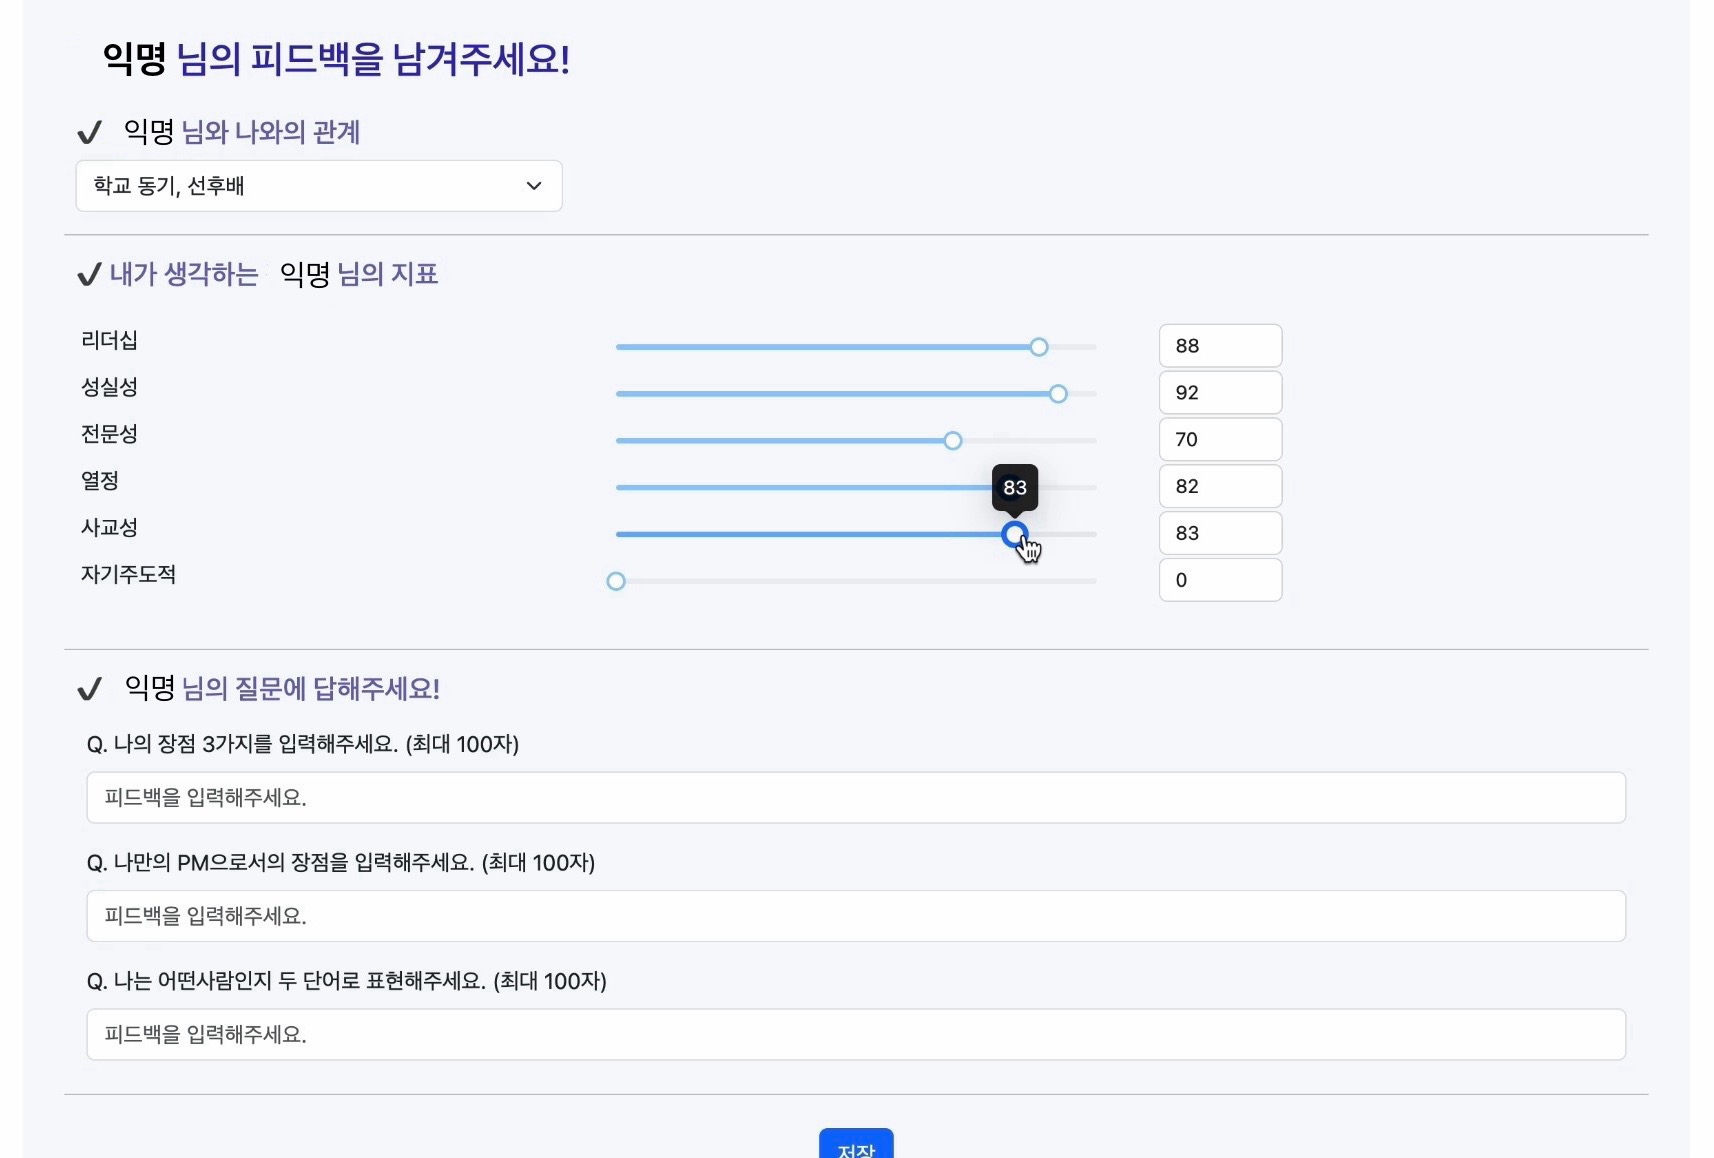 익명 님의 피드백을 남겨주세요!
익명 님와 나와의 관계
학교 동기, 선후배
내가 생각하는 익명 님의 지표
리더십 88
성실성 92
전문성 70
열정 82
83
사교성 83
자기주도적 0
익명 님의 질문에 답해주세요!
Q. 나의 장점 3가지를 입력해주세요. (최대 100자)
피드백을 입력해주세요.
Q. 나만의 PM으로서의 장점을 입력해주세요. (최대 100자)
피드백을 입력해주세요.
Q. 나는 어떤사람인지 두 단어로 표현해주세요. (최대 100자)
피드백을 입력해주세요.
저장